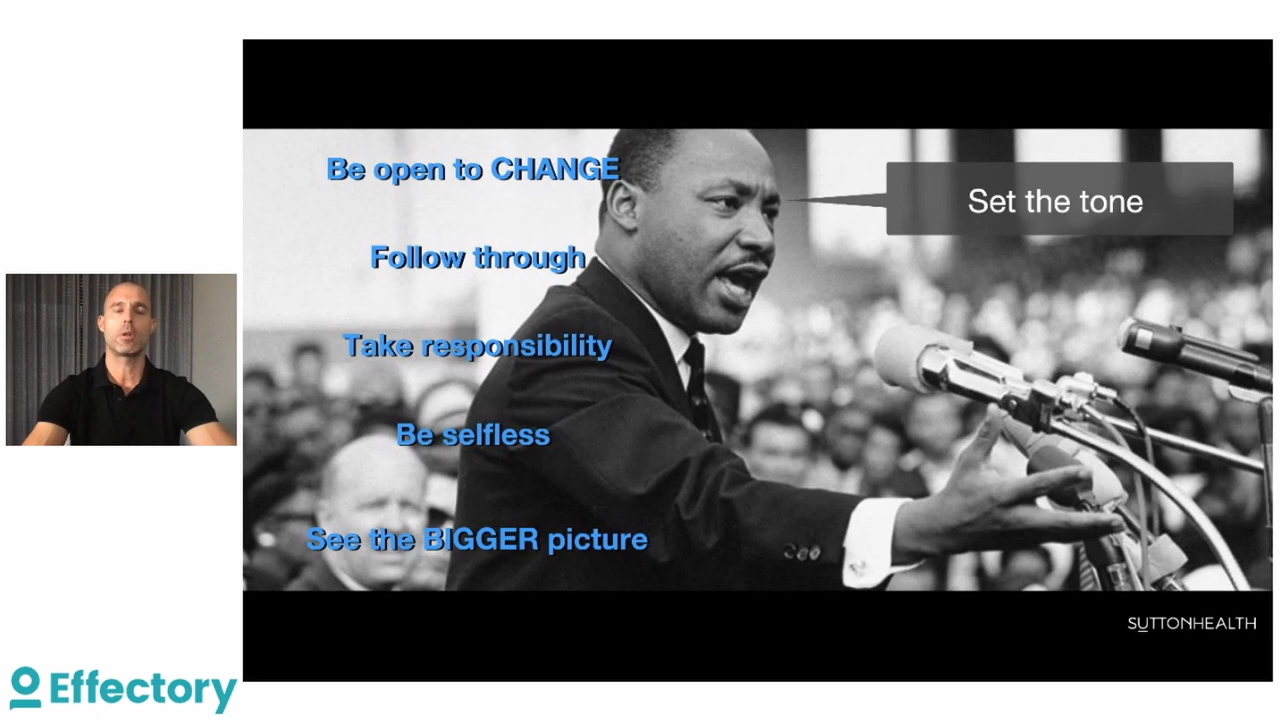 Be open to CHANGE
Set the tone
Follow through
Take responsibility
Be selfless
See the BIGGER picture
SUTTONHEALTH
Effectory